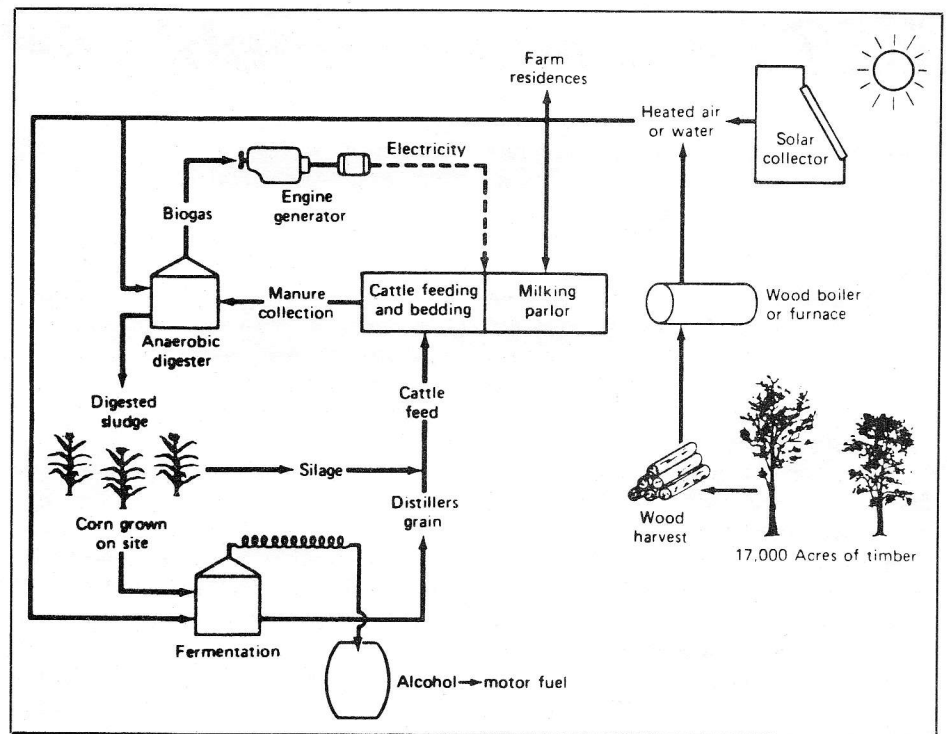 Farm
residences
Heated air
or water
Solar
collector
Electricity
Engine
generator
Biogas
Manure
collection
Cattle feeding
and bedding
Milking
parlor
Wood boiler
or furnace
Anaerobic
digester
Digested
sludge
Cattle
feed
Silage
Distillers
grain
Corn grown
on site
Wood
harvest
17,000 Acres of timber
Fermentation
Alcohol
motor fuel